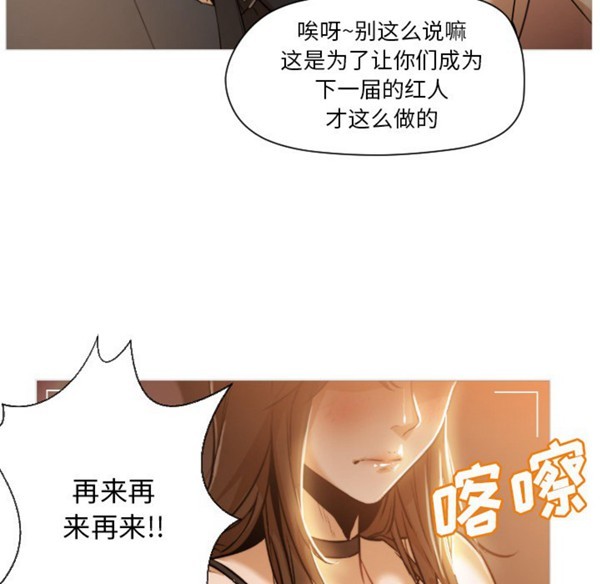 唉呀~别这么说嘛
这是为了让你们成为
下一届的红人
才这么做的
再来再
来再来!!
喀嚓